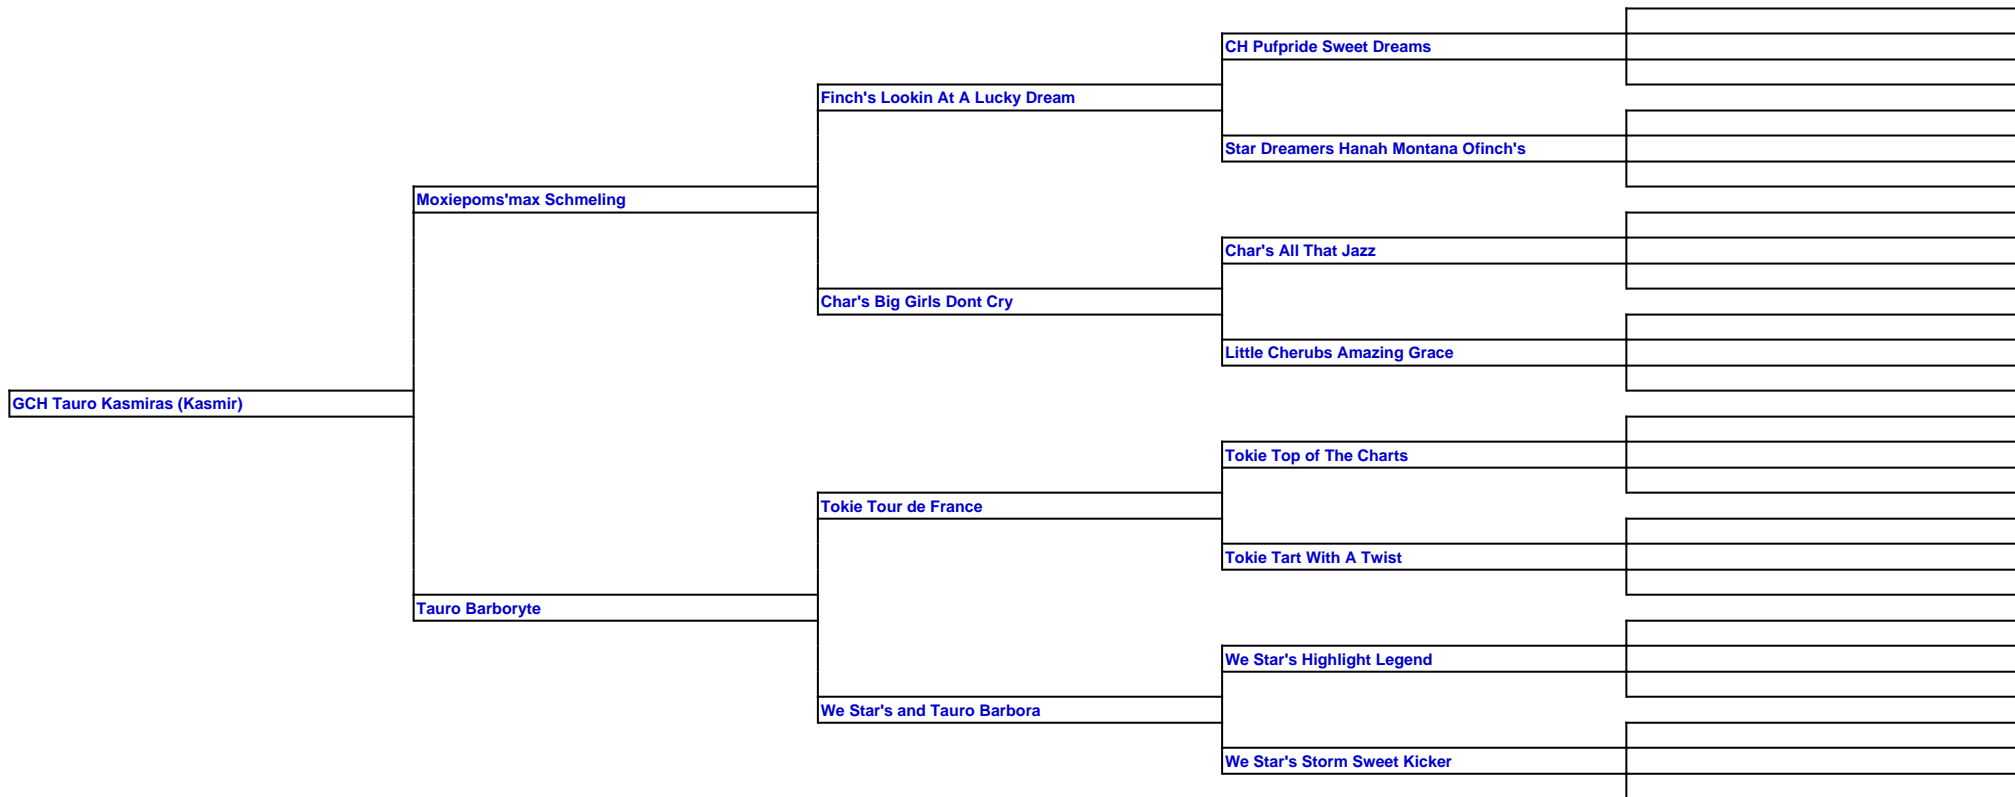 CH Pufpride Sweet Dreams
Finch's Lookin At A Lucky Dream
Star Dreamers Hanah Montana Ofinch's
Moxiepoms'max Schmeling
Char's All That Jazz
Char's Big Girls Dont Cry
Little Cherubs Amazing Grace
GCH Tauro Kasmiras (Kasmir)
Tokie Top of The Charts
Tokie Tour de France
Tokie Tart With A Twist
Tauro Barboryte
We Star's Highlight Legend
We Star's and Tauro Barbora
We Star's Storm Sweet Kicker